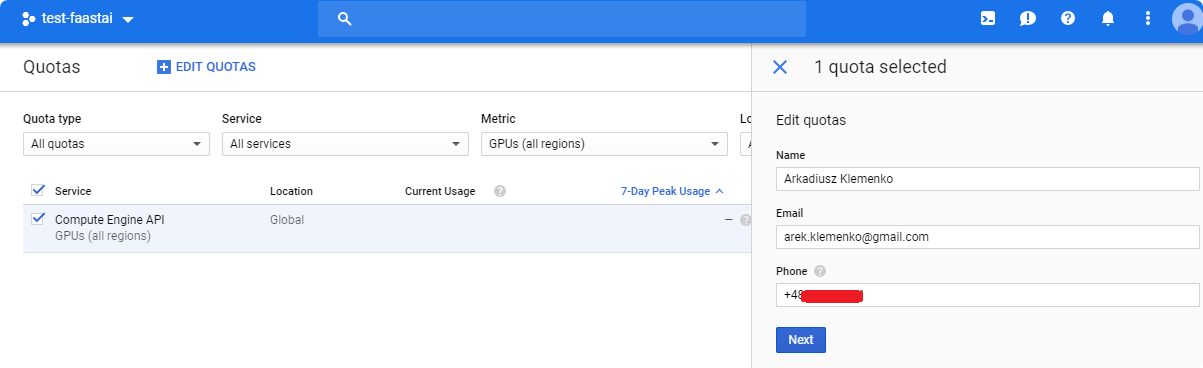 test-faastai
Quotas
EDIT QUOTAS
1 quota selected
Quota type
Service
Metric
Lo
All quotas
All services
GPUs (all regions)
Service
Location
Current Usage
7-Day Peak Usage
Compute Engine API
Global
–
GPUs (all regions)
Edit quotas
Name
Arkadiusz Klemenko
Email
arek.klemenko@gmail.com
Phone
+48
Next